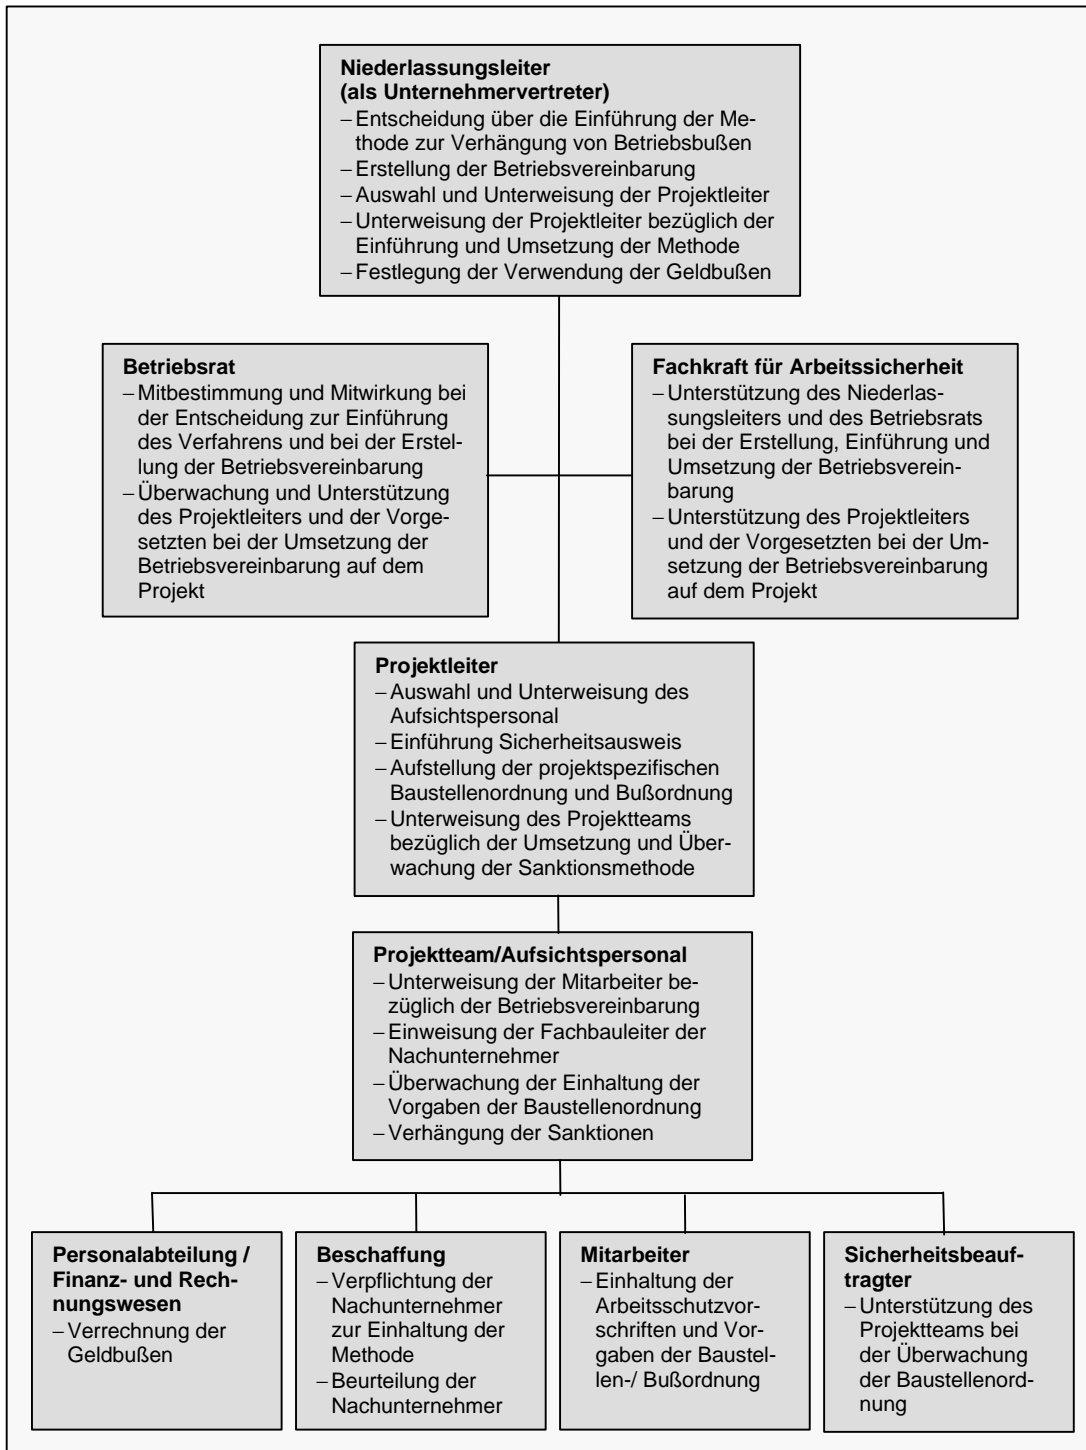 Niederlassungsleiter
(als Unternehmervertreter)
– Entscheidung über die Einführung der Me-
thode zur Verhängung von Betriebsbußen
– Erstellung der Betriebsvereinbarung
– Auswahl und Unterweisung der Projektleiter
– Unterweisung der Projektleiter bezüglich der
Einführung und Umsetzung der Methode
– Festlegung der Verwendung der Geldbußen
Betriebsrat
– Mitbestimmung und Mitwirkung bei
der Entscheidung zur Einführung
des Verfahrens und bei der Erstel-
lung der Betriebsvereinbarung
– Überwachung und Unterstützung
des Projektleiters und der Vorge-
setzten bei der Umsetzung der
Betriebsvereinbarung auf dem
Projekt
Fachkraft für Arbeitssicherheit
– Unterstützung des Niederlas-
sungsleiters und des Betriebsrats
bei der Erstellung, Einführung und
Umsetzung der Betriebsverein-
barung
– Unterstützung des Projektleiters
und der Vorgesetzten bei der Um-
setzung der Betriebsvereinbarung
auf dem Projekt
Projektleiter
– Auswahl und Unterweisung des
Aufsichtspersonal
– Einführung Sicherheitsausweis
– Aufstellung der projektspezifischen
Baustellenordnung und Bußordnung
– Unterweisung des Projektteams
bezüglich der Umsetzung und Über-
wachung der Sanktionsmethode
Projektteam/Aufsichtspersonal
– Unterweisung der Mitarbeiter be-
züglich der Betriebsvereinbarung
– Einweisung der Fachbauleiter der
Nachunternehmer
– Überwachung der Einhaltung der
Vorgaben der Baustellenordnung
– Verhängung der Sanktionen
Personalabteilung /
Finanz- und Rech-
nungswesen
– Verrechnung der
Geldbußen
Beschaffung
– Verpflichtung der
Nachunternehmer
zur Einhaltung der
Methode
– Beurteilung der
Nachunternehmer
Mitarbeiter
– Einhaltung der
Arbeitsschutzvor-
schriften und Vor-
gaben der Baustel-
len-/ Bußordnung
Sicherheitsbeauf-
tragter
– Unterstützung des
Projektteams bei
der Überwachung
der Baustellenord-
nung